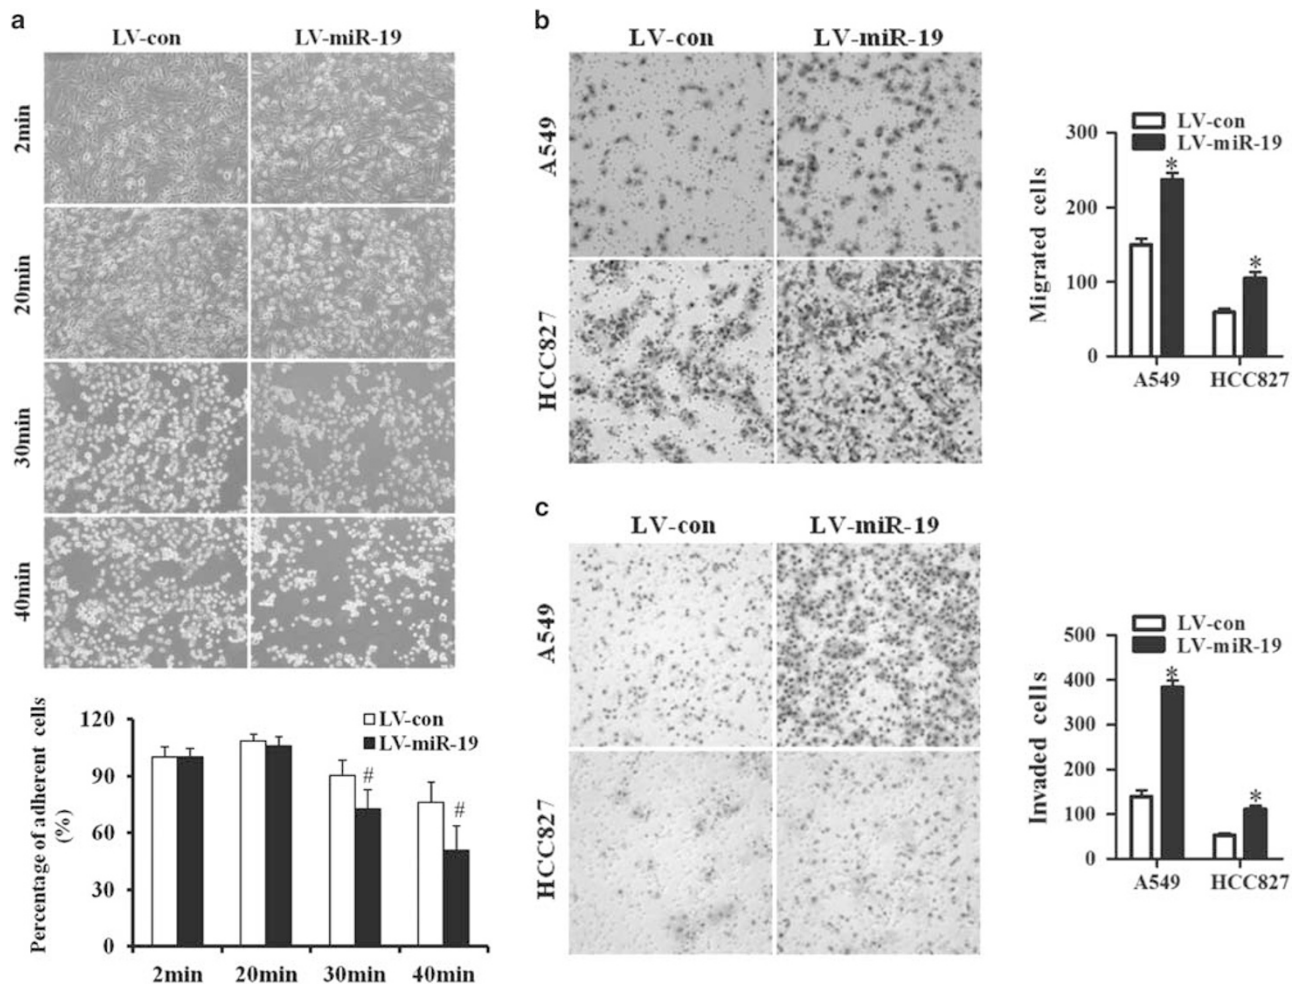 a
LV-con LV-miR-19
2min
20min
30min
40min
Percentage of adherent cells
(%)
120
90
60
30
0
LV-con
LV-miR-19
#
#
2min 20min 30min 40min
b
LV-con LV-miR-19
A549
HCC827
Migrated cells
300
200
100
0
LV-con
LV-miR-19
*
*
A549 HCC827
c
LV-con LV-miR-19
A549
HCC827
Invaded cells
500
400
300
200
100
0
LV-con
LV-miR-19
*
*
A549 HCC827